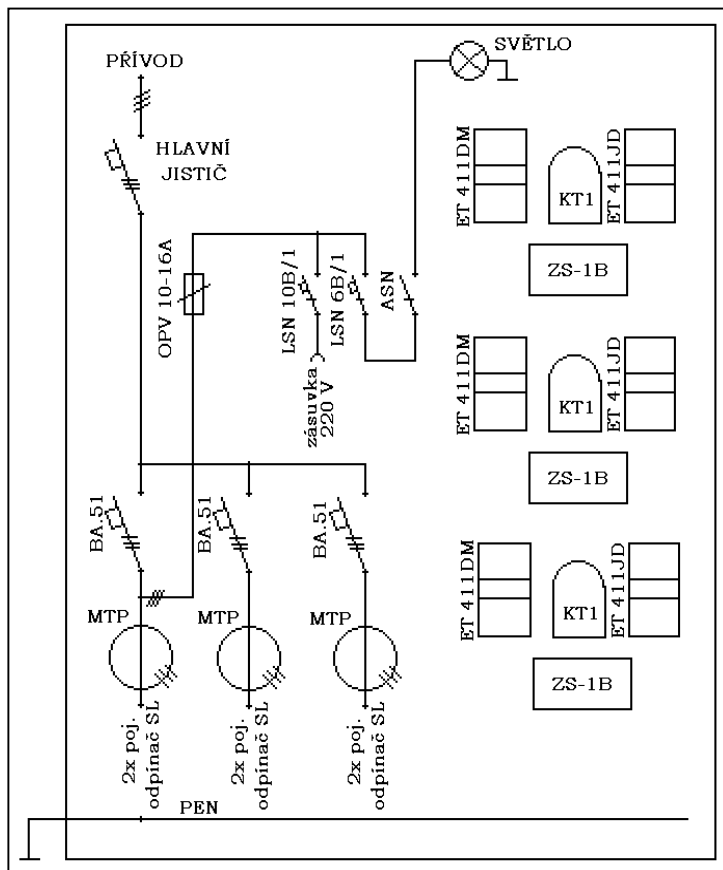 PŘÍVOD
SVĚTLO
HLAVNÍ
JISTIČ
OPV 10-16A
LSN 10B/1
LSN 6B/1
ASN
zásuvka
220 V
ET 411DM
KT1
ET 411JD
ZS-1B
ET 411DM
KT1
ET 411JD
ZS-1B
ET 411DM
KT1
ET 411JD
ZS-1B
BA.51
BA.51
BA.51
MTP
MTP
MTP
2x poj.
odpínač SL
2x poj.
odpínač SL
2x poj.
odpínač SL
PEN